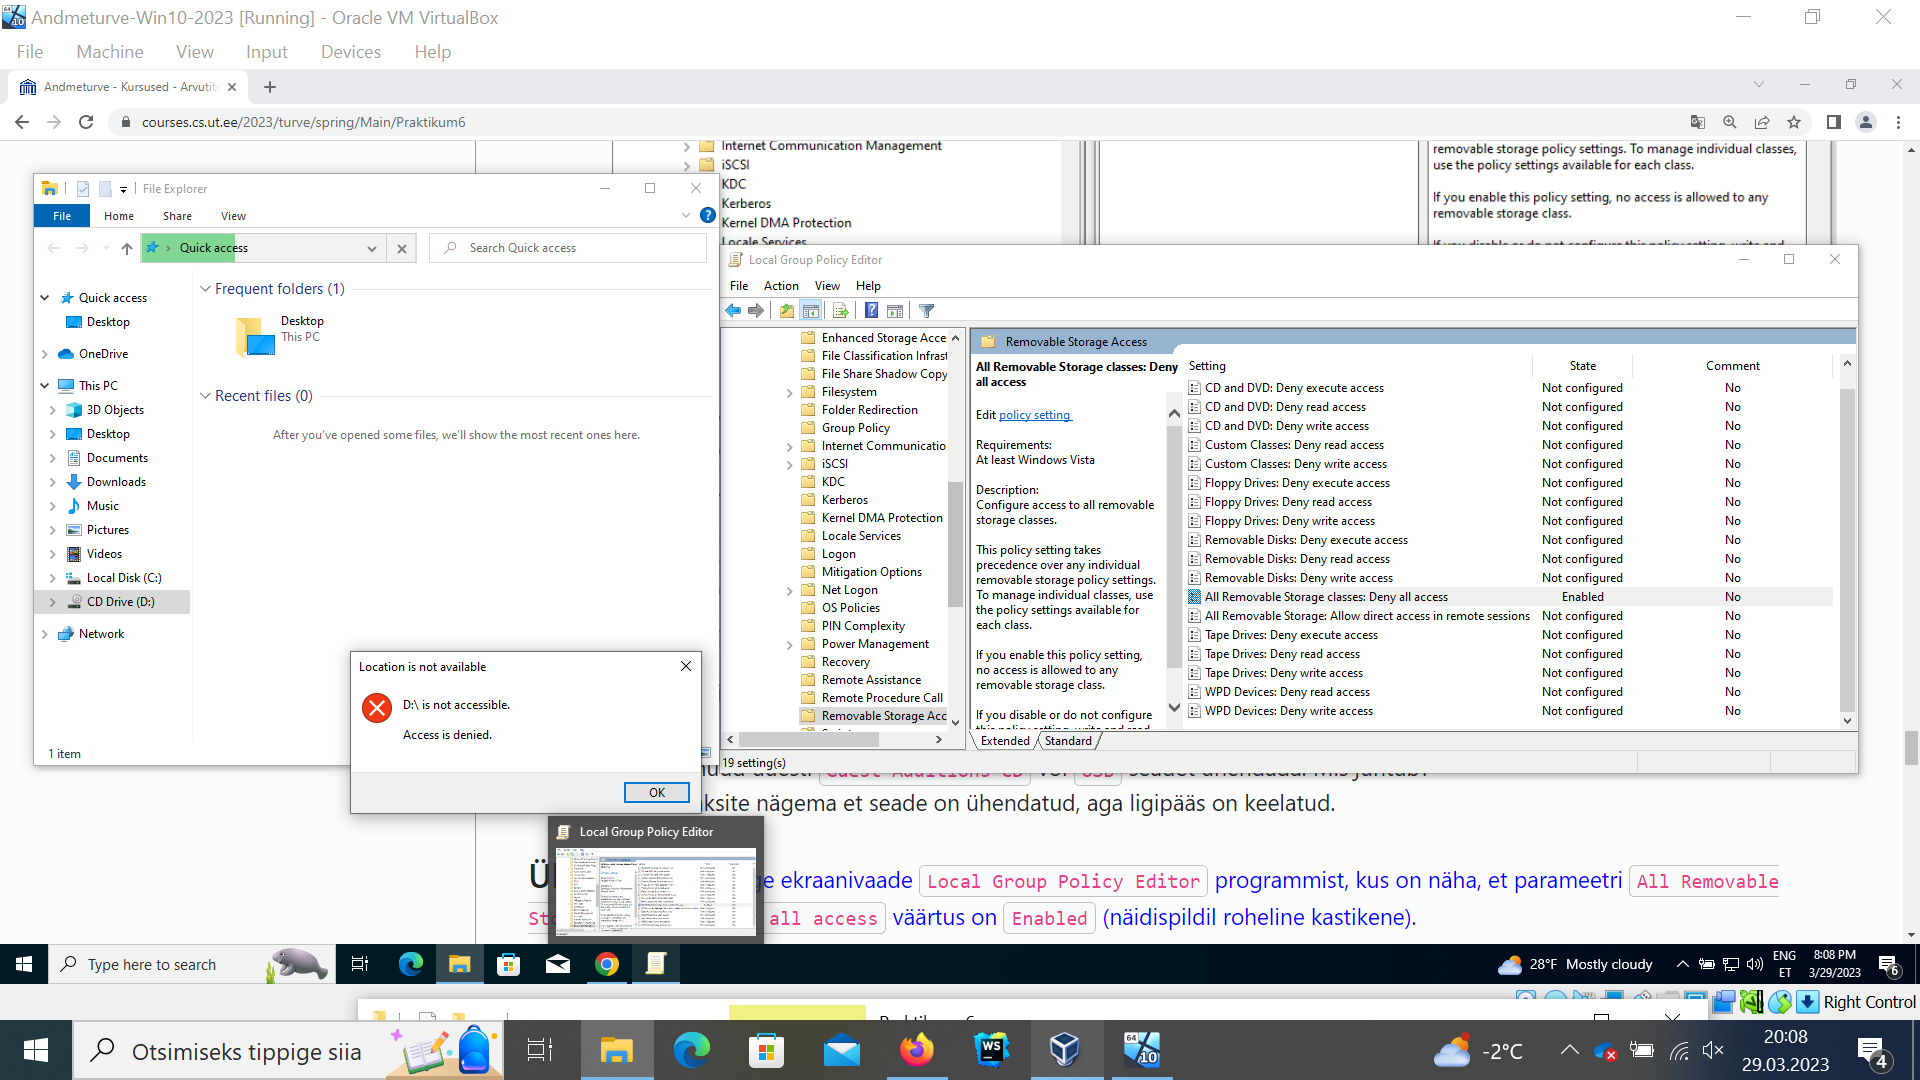 Andmeturve-Win10-2023 [Running] - Oracle VM VirtualBox
File Machine View Input Devices Help
Andmeturve - Kursused - Arvutit
courses.cs.ut.ee/2023/turve/spring/Main/Praktikum6
Internet Communication Management
iSCSI
KDC
Kerberos
Kernel DMA Protection
Locale Services
removable storage policy settings. To manage individual classes,
use the policy settings available for each class.
If you enable this policy setting, no access is allowed to any
removable storage class.
File Explorer
File Home Share View
Quick access
Search Quick access
Quick access
Desktop
OneDrive
This PC
3D Objects
Desktop
Documents
Downloads
Music
Pictures
Videos
Local Disk (C:)
CD Drive (D:)
Network
Frequent folders (1)
Desktop
This PC
Recent files (0)
After you've opened some files, we'll show the most recent ones here.
1 item
Location is not available
D:\ is not accessible.
Access is denied.
OK
Local Group Policy Editor
File Action View Help
Enhanced Storage Acce
File Classification Infrast
File Share Shadow Copy
Filesystem
Folder Redirection
Group Policy
Internet Communicatio
iSCSI
KDC
Kerberos
Kernel DMA Protection
Locale Services
Logon
Mitigation Options
Net Logon
OS Policies
PIN Complexity
Power Management
Recovery
Remote Assistance
Remote Procedure Call
Removable Storage Acc
Removable Storage Access
All Removable Storage classes: Deny
all access
Edit policy setting
Requirements:
At least Windows Vista
Description:
Configure access to all removable
storage classes.
This policy setting takes
precedence over any individual
removable storage policy settings.
To manage individual classes, use
the policy settings available for
each class.
If you enable this policy setting,
no access is allowed to any
removable storage class.
If you disable or do not configure
this policy setting, write and read
Setting State Comment
CD and DVD: Deny execute access Not configured No
CD and DVD: Deny read access Not configured No
CD and DVD: Deny write access Not configured No
Custom Classes: Deny read access Not configured No
Custom Classes: Deny write access Not configured No
Floppy Drives: Deny execute access Not configured No
Floppy Drives: Deny read access Not configured No
Floppy Drives: Deny write access Not configured No
Removable Disks: Deny execute access Not configured No
Removable Disks: Deny read access Not configured No
Removable Disks: Deny write access Not configured No
All Removable Storage classes: Deny all access Enabled No
All Removable Storage: Allow direct access in remote sessions Not configured No
Tape Drives: Deny execute access Not configured No
Tape Drives: Deny read access Not configured No
Tape Drives: Deny write access Not configured No
WPD Devices: Deny read access Not configured No
WPD Devices: Deny write access Not configured No
Extended Standard
19 setting(s)
Guest Additions CD või USB seadet ühendada. Mis juhtub?
ksite nägema et seade on ühendatud, aga ligipääs on keelatud.
Local Group Policy Editor
ge ekraanivaade Local Group Policy Editor programmist, kus on näha, et parameetri All Removable
all access väärtus on Enabled (näidispildil roheline kastikene).
Type here to search
28°F Mostly cloudy
ENG
ET
8:08 PM
3/29/2023
6
Right Control
Otsimiseks tippige siia
WS
64
10
-2°C
20:08
29.03.2023
4